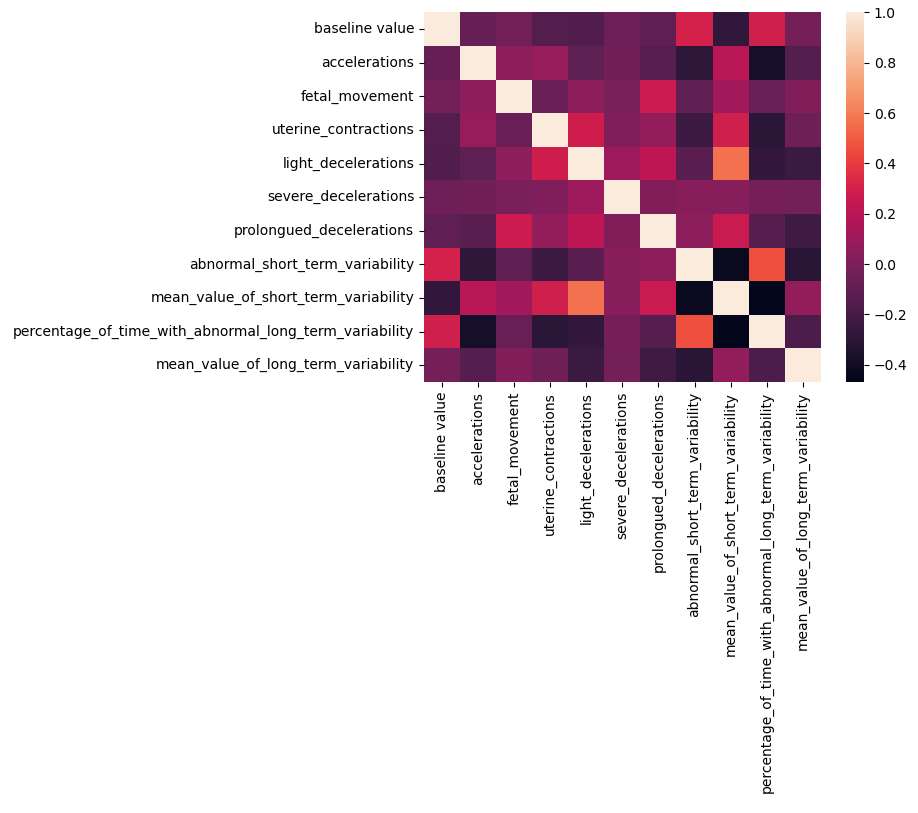 baseline value
accelerations
fetal_movement
uterine_contractions
light_decelerations
severe_decelerations
prolongued_decelerations
abnormal_short_term_variability
mean_value_of_short_term_variability
percentage_of_time_with_abnormal_long_term_variability
mean_value_of_long_term_variability
baseline value
accelerations
fetal_movement
uterine_contractions
light_decelerations
severe_decelerations
prolongued_decelerations
abnormal_short_term_variability
mean_value_of_short_term_variability
percentage_of_time_with_abnormal_long_term_variability
mean_value_of_long_term_variability
1.0
0.8
0.6
0.4
0.2
0.0
−0.2
−0.4